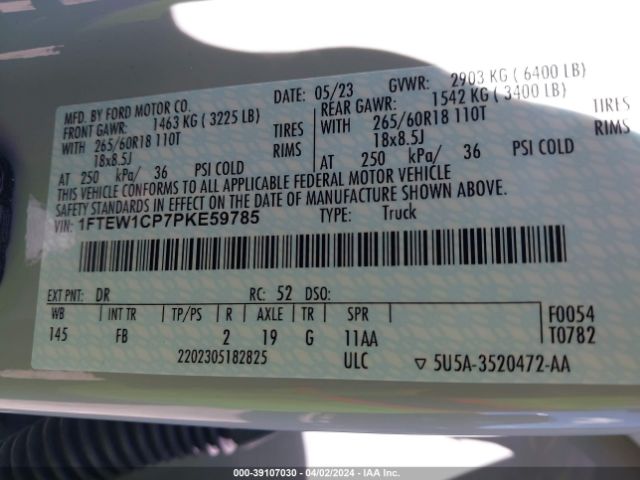 MFD. BY FORD MOTOR CO.
DATE: 05/23 GVWR: 2903 KG ( 6400 LB)
FRONT GAWR: 1463 KG ( 3225 LB) REAR GAWR: 1542 KG ( 3400 LB)
WITH 265/60R18 110T TIRES WITH 265/60R18 110T TIRES
18x8.5J RIMS 18x8.5J RIMS
AT 250 kPa/ 36 PSI COLD AT 250 kPa/ 36 PSI COLD
THIS VEHICLE CONFORMS TO ALL APPLICABLE FEDERAL MOTOR VEHICLE
SAFETY STANDARDS IN EFFECT ON THE DATE OF MANUFACTURE SHOWN ABOVE.
VIN: 1FTEW1CP7PKE59785 TYPE: Truck
EXT PNT: DR RC: 52 DSO: F0054
WB INT TR TP/PS R AXLE TR SPR T0782
145 FB 2 19 G 11AA
2202305182825 ULC ▽ 5U5A-3520472-AA
000-39107030 | 04/02/2024 | IAA Inc.